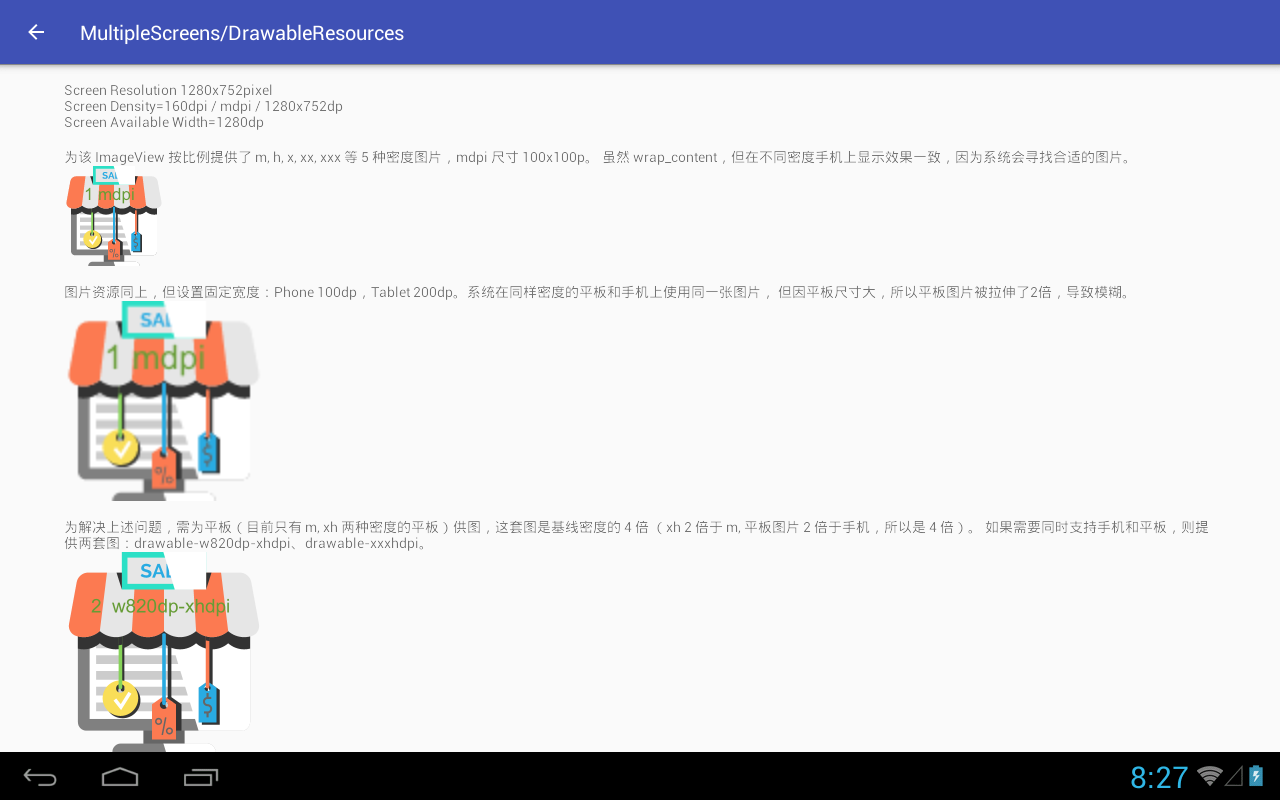 MultipleScreens/DrawableResources
Screen Resolution 1280x752pixel
Screen Density=160dpi / mdpi / 1280x752dp
Screen Available Width=1280dp
为该 ImageView 按比例提供了 m, h, x, xx, xxx 等 5 种密度图片，mdpi 尺寸 100x100p。 虽然 wrap_content，但在不同密度手机上显示效果一致，因为系统会寻找合适的图片。
SAL
1 mdpi
%
$
图片资源同上，但设置固定宽度：Phone 100dp，Tablet 200dp。系统在同样密度的平板和手机上使用同一张图片， 但因平板尺寸大，所以平板图片被拉伸了2倍，导致模糊。
SAL
1 mdpi
$
%
为解决上述问题，需为平板（目前只有 m, xh 两种密度的平板）供图，这套图是基线密度的 4 倍 （xh 2 倍于 m, 平板图片 2 倍于手机，所以是 4 倍）。 如果需要同时支持手机和平板，则提
供两套图：drawable-w820dp-xhdpi、drawable-xxxhdpi。
SAL
2 w820dp-xhdpi
$
%
8:27